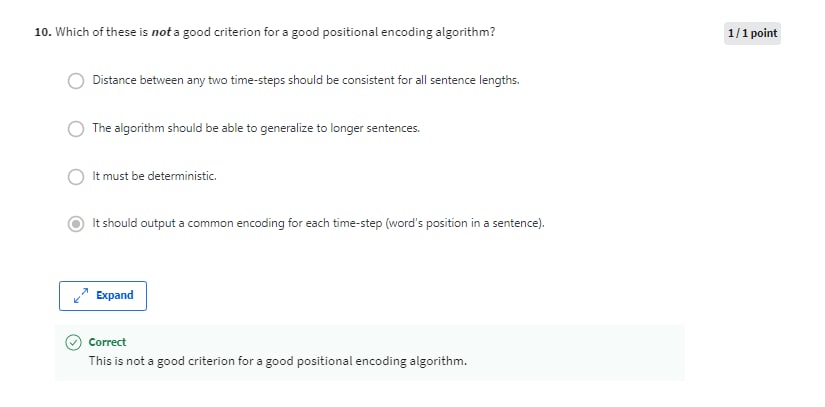 10. Which of these is not a good criterion for a good positional encoding algorithm?
1 / 1 point
Distance between any two time-steps should be consistent for all sentence lengths.
The algorithm should be able to generalize to longer sentences.
It must be deterministic.
It should output a common encoding for each time-step (word's position in a sentence).
Expand
Correct
This is not a good criterion for a good positional encoding algorithm.